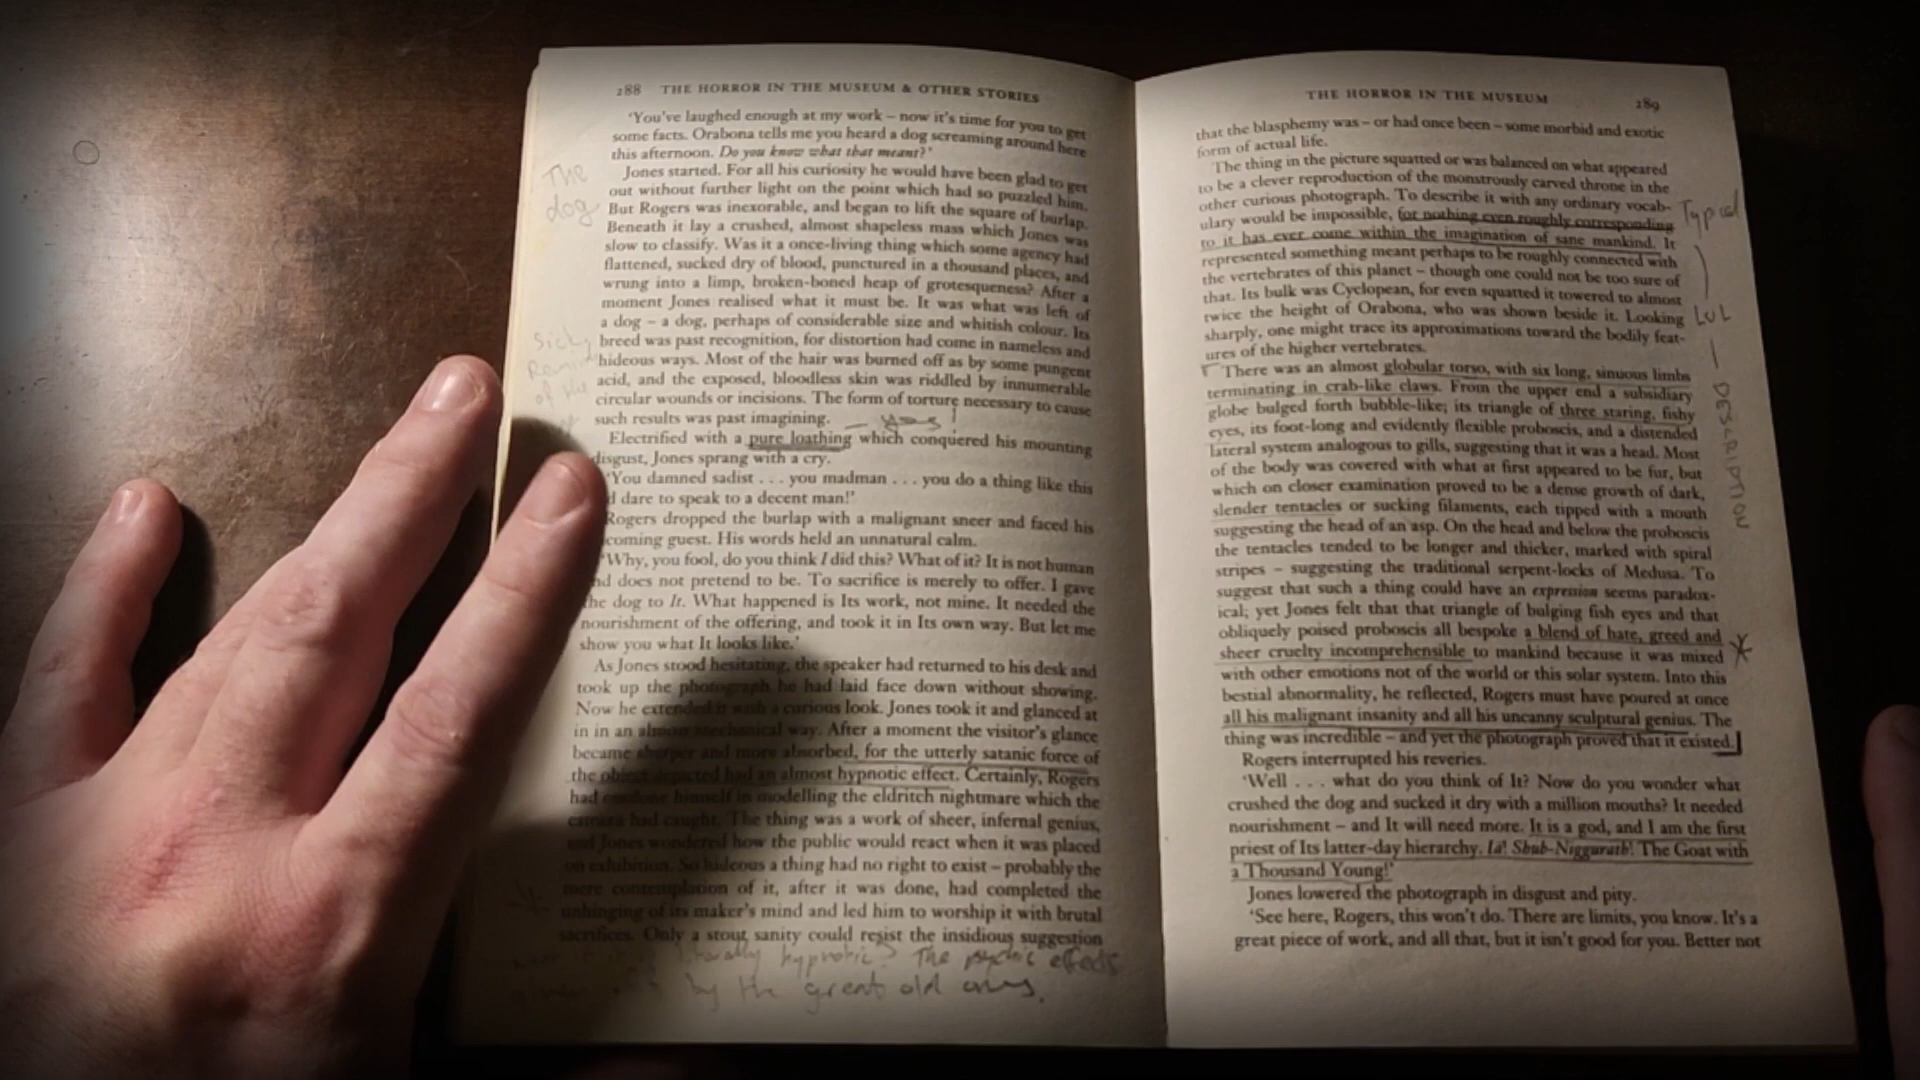 288 THE HORROR IN THE MUSEUM & OTHER STORIES
'You've laughed enough at my work – now it's time for you to get
some facts. Orabona tells me you heard a dog screaming around here
this afternoon. Do you know what that meant?'
Jones started. For all his curiosity he would have been glad to get
out without further light on the point which had so puzzled him.
But Rogers was inexorable, and began to lift the square of burlap.
Beneath it lay a crushed, almost shapeless mass which Jones was
slow to classify. Was it a once-living thing which some agency had
flattened, sucked dry of blood, punctured in a thousand places, and
wrung into a limp, broken-boned heap of grotesqueness? After a
moment Jones realised what it must be. It was what was left of
a dog – a dog, perhaps of considerable size and whitish colour. Its
breed was past recognition, for distortion had come in nameless and
hideous ways. Most of the hair was burned off as by some pungent
acid, and the exposed, bloodless skin was riddled by innumerable
circular wounds or incisions. The form of torture necessary to cause
such results was past imagining.
Electrified with a pure loathing which conquered his mounting
disgust, Jones sprang with a cry.
'You damned sadist . . . you madman . . . you do a thing like this
dare to speak to a decent man!'
Rogers dropped the burlap with a malignant sneer and faced his
coming guest. His words held an unnatural calm.
'Why, you fool, do you think I did this? What of it? It is not human
and does not pretend to be. To sacrifice is merely to offer. I gave
the dog to It. What happened is Its work, not mine. It needed the
nourishment of the offering, and took it in Its own way. But let me
show you what It looks like.'
As Jones stood hesitating, the speaker had returned to his desk and
took up the photograph he had laid face down without showing.
Now he extended it with a curious look. Jones took it and glanced at
in in an almost mechanical way. After a moment the visitor's glance
became sharper and more absorbed, for the utterly satanic force of
the object depicted had an almost hypnotic effect. Certainly, Rogers
had outdone himself in modelling the eldritch nightmare which the
camera had caught. The thing was a work of sheer, infernal genius,
and Jones wondered how the public would react when it was placed
on exhibition. So hideous a thing had no right to exist – probably the
mere contemplation of it, after it was done, had completed the
unhinging of its maker's mind and led him to worship it with brutal
sacrifices. Only a stout sanity could resist the insidious suggestion
The
dog
Sick
of the
yes!
literally hypnotic? The psychic effects
by the great old ones.
THE HORROR IN THE MUSEUM 289
that the blasphemy was – or had once been – some morbid and exotic
form of actual life.
The thing in the picture squatted or was balanced on what appeared
to be a clever reproduction of the monstrously carved throne in the
other curious photograph. To describe it with any ordinary vocab-
ulary would be impossible, for nothing even roughly corresponding
to it has ever come within the imagination of sane mankind. It
represented something meant perhaps to be roughly connected with
the vertebrates of this planet – though one could not be too sure of
that. Its bulk was Cyclopean, for even squatted it towered to almost
twice the height of Orabona, who was shown beside it. Looking
sharply, one might trace its approximations toward the bodily feat-
ures of the higher vertebrates.
There was an almost globular torso, with six long, sinuous limbs
terminating in crab-like claws. From the upper end a subsidiary
globe bulged forth bubble-like; its triangle of three staring, fishy
eyes, its foot-long and evidently flexible proboscis, and a distended
lateral system analogous to gills, suggesting that it was a head. Most
of the body was covered with what at first appeared to be fur, but
which on closer examination proved to be a dense growth of dark,
slender tentacles or sucking filaments, each tipped with a mouth
suggesting the head of an asp. On the head and below the proboscis
the tentacles tended to be longer and thicker, marked with spiral
stripes – suggesting the traditional serpent-locks of Medusa. To
suggest that such a thing could have an expression seems paradox-
ical; yet Jones felt that that triangle of bulging fish eyes and that
obliquely poised proboscis all bespoke a blend of hate, greed and
sheer cruelty incomprehensible to mankind because it was mixed
with other emotions not of the world or this solar system. Into this
bestial abnormality, he reflected, Rogers must have poured at once
all his malignant insanity and all his uncanny sculptural genius. The
thing was incredible – and yet the photograph proved that it existed.
Rogers interrupted his reveries.
'Well . . . what do you think of It? Now do you wonder what
crushed the dog and sucked it dry with a million mouths? It needed
nourishment – and It will need more. It is a god, and I am the first
priest of Its latter-day hierarchy. Iä! Shub-Niggurath! The Goat with
a Thousand Young!'
Jones lowered the photograph in disgust and pity.
'See here, Rogers, this won't do. There are limits, you know. It's a
great piece of work, and all that, but it isn't good for you. Better not
Typical
LOL
DESCRIPTION